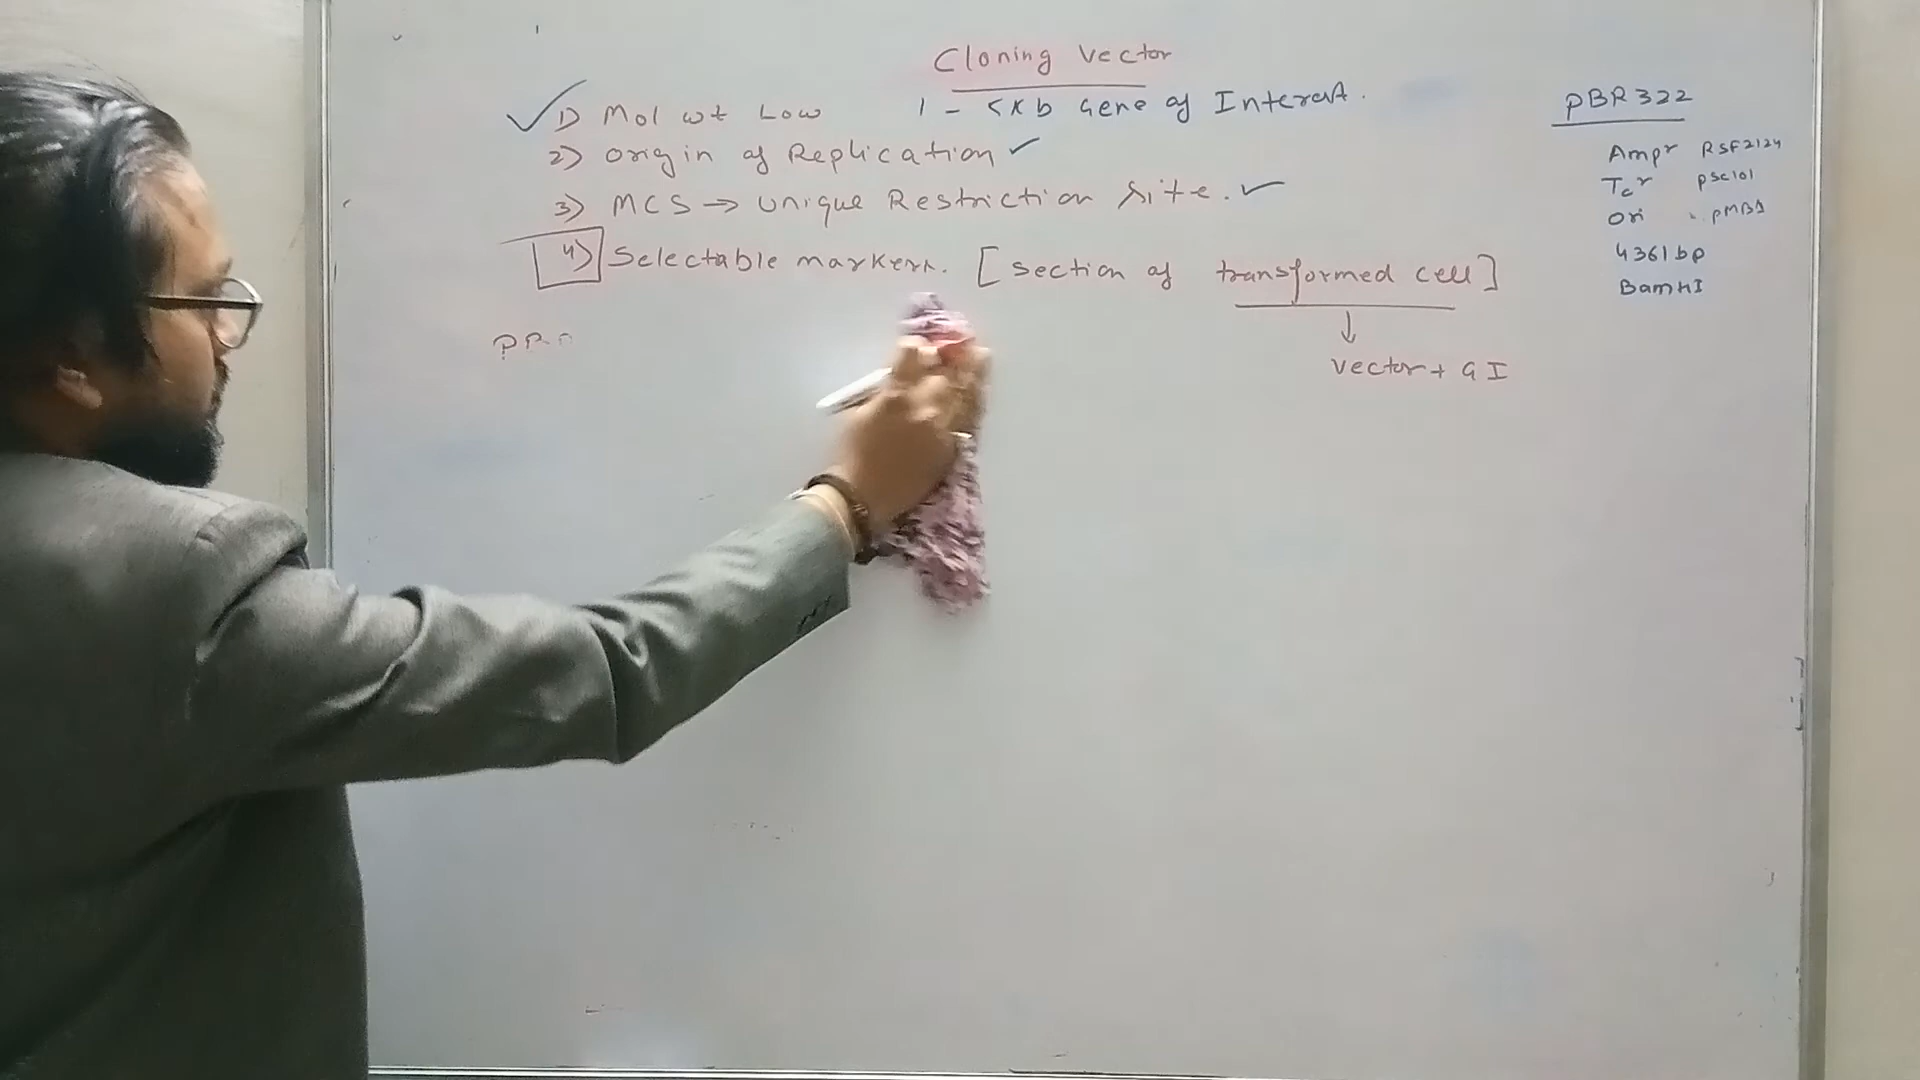 Cloning Vector
1) Mol wt Low 1 - 5Kb Gene of Interest.
2) Origin of Replication
3) MCS → Unique Restriction Site.
4) Selectable markers. [section of transformed cell]
↓
Vector + GI
PBR322
Ampr RSF2124
Tcr pSC101
Ori pMB1
4361bp
BamHI